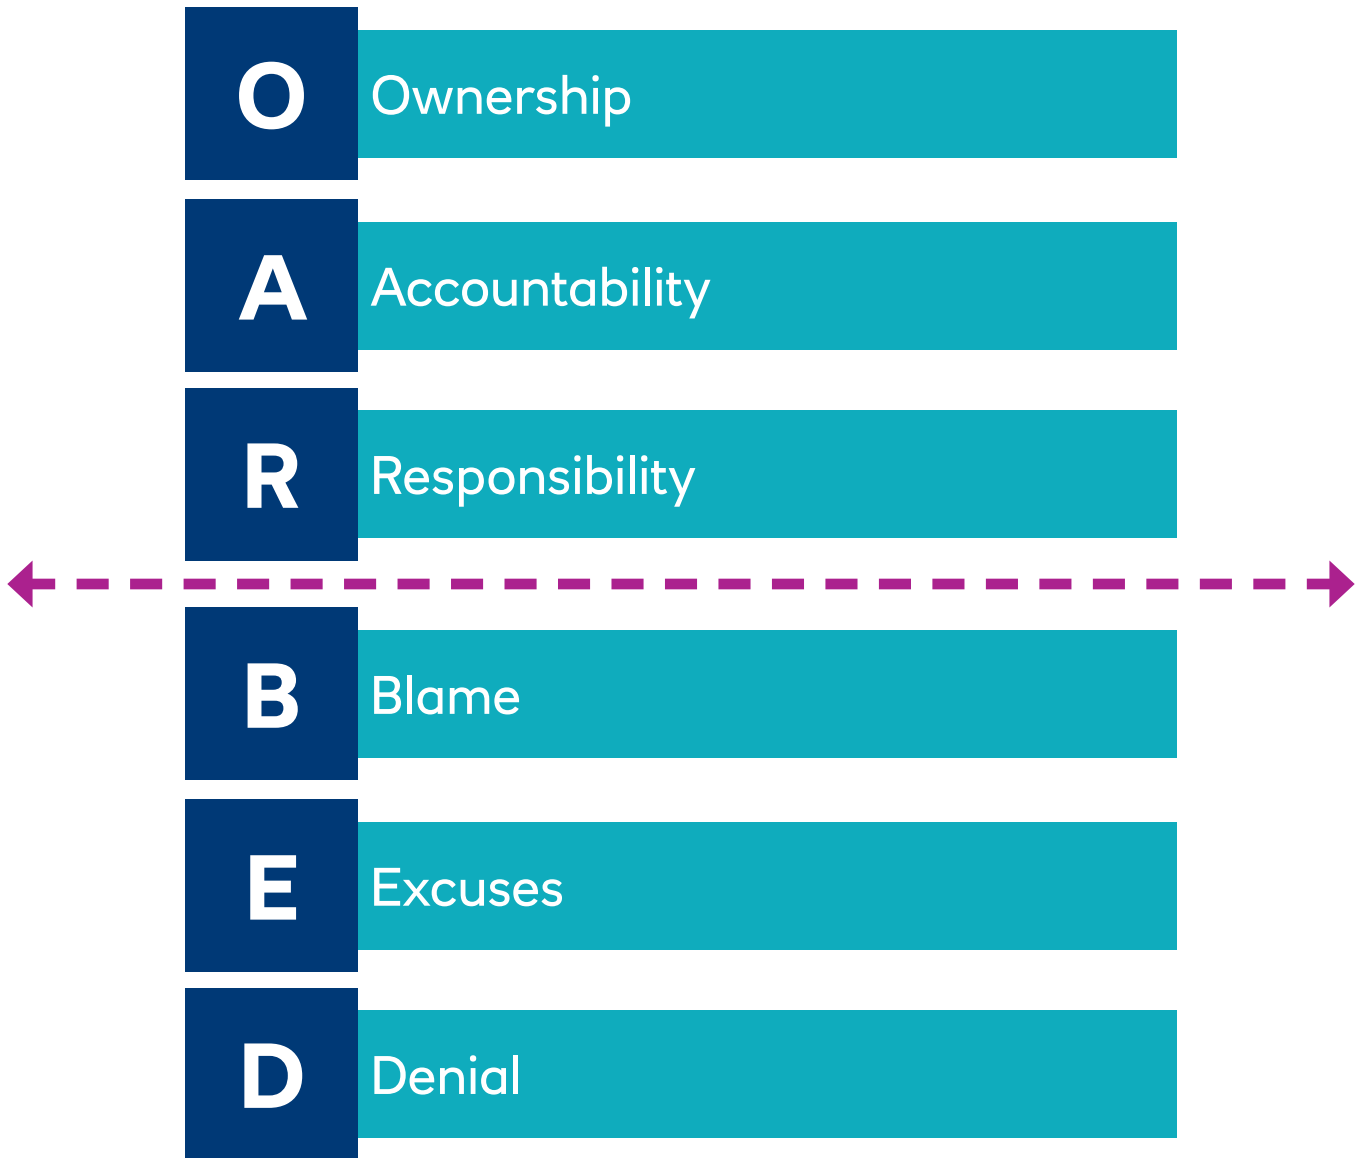 O Ownership
A Accountability
R Responsibility
B Blame
E Excuses
D Denial